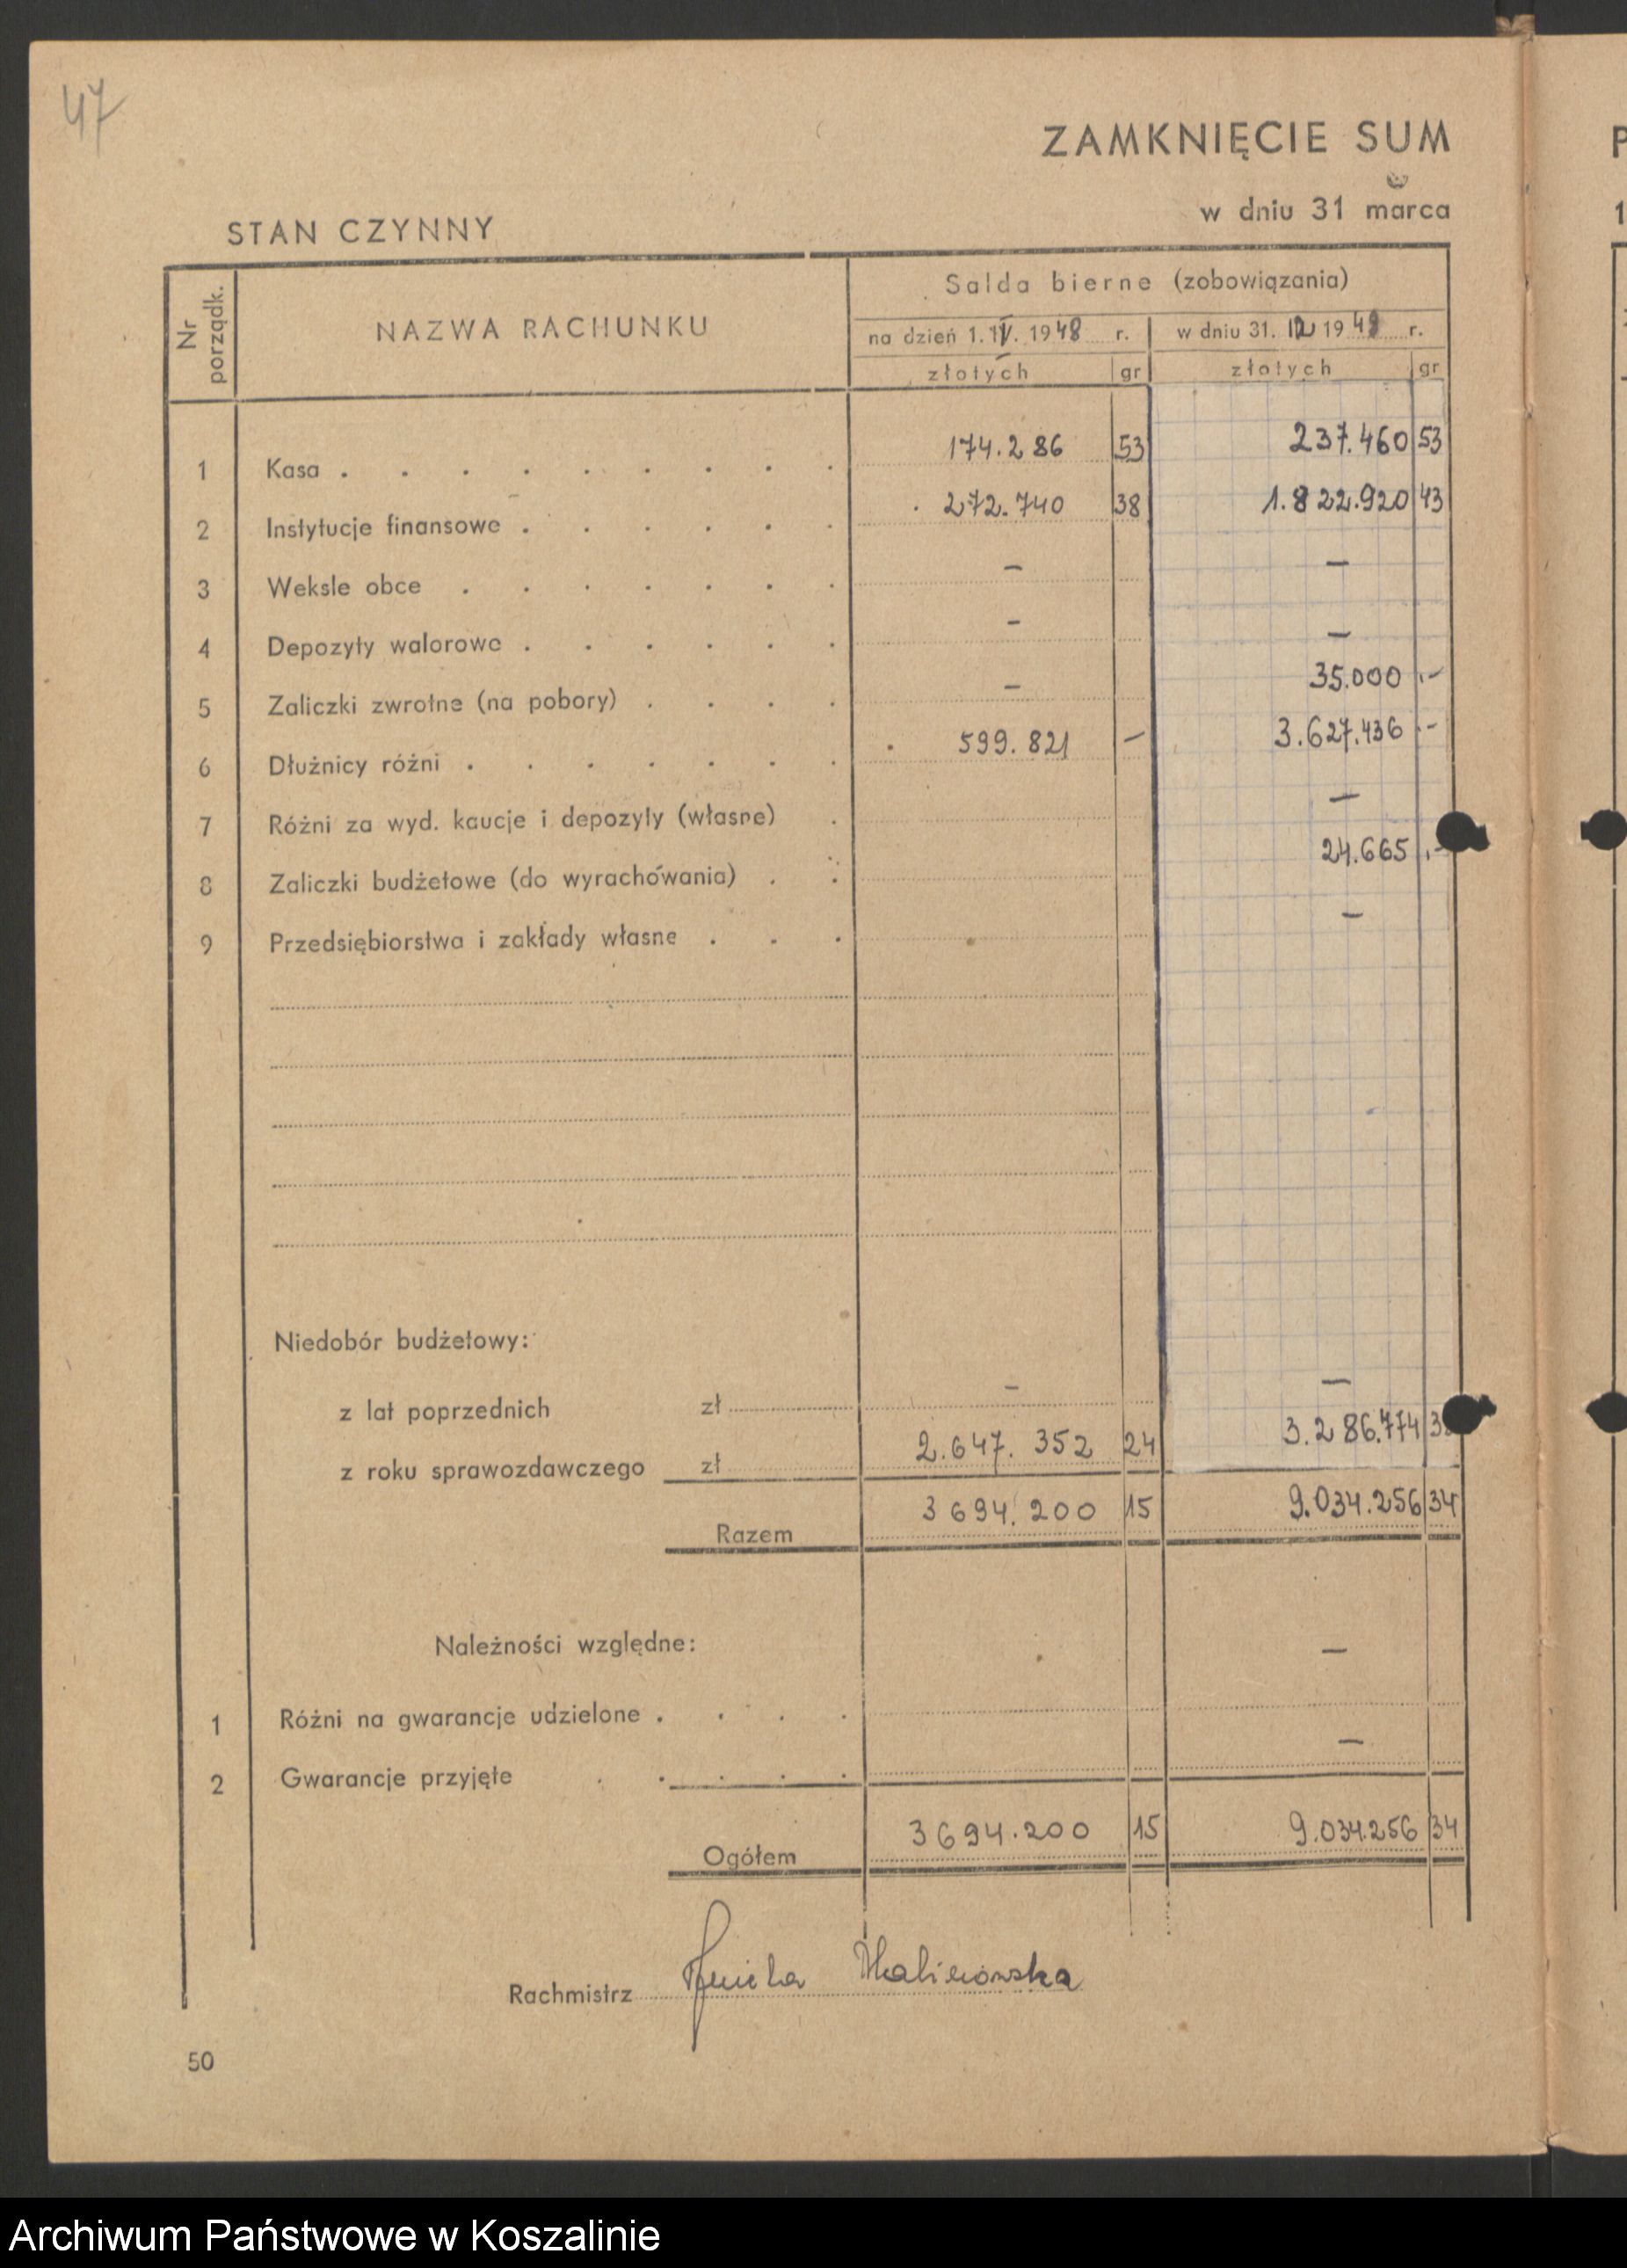 47
ZAMKNIĘCIE SUM
w dniu 31 marca
STAN CZYNNY
Nr porządk.
NAZWA RACHUNKU
Salda bierne (zobowiązania)
na dzień 1. IV. 1948 r. w dniu 31. 12 1949 r.
złotych gr złotych gr
1 Kasa . . . . . . . . . 174.286 53 237.460 53
2 Instytucje finansowe . . . . . . 272.740 38 1.822.920 43
3 Weksle obce . . . . . . . – –
4 Depozyty walorowe . . . . . . – –
5 Zaliczki zwrotne (na pobory) . . . . – 35.000 .–
6 Dłużnicy różni . . . . . . . 599.821 – 3.627.436 .–
7 Różni za wyd. kaucje i depozyty (własne) . –
8 Zaliczki budżetowe (do wyrachowania) . . 24.665 .–
9 Przedsiębiorstwa i zakłady własne . . . –
Niedobór budżetowy:
z lat poprzednich zł – –
z roku sprawozdawczego zł 2.647.352 24 3.286.774
Razem 3694.200 15 9.034.256 34
Należności względne: –
1 Różni na gwarancje udzielone . . . .
2 Gwarancje przyjęte . . . . . –
Ogółem 3694.200 15 9.034.256 34
Rachmistrz
50
P
1
Archiwum Państwowe w Koszalinie